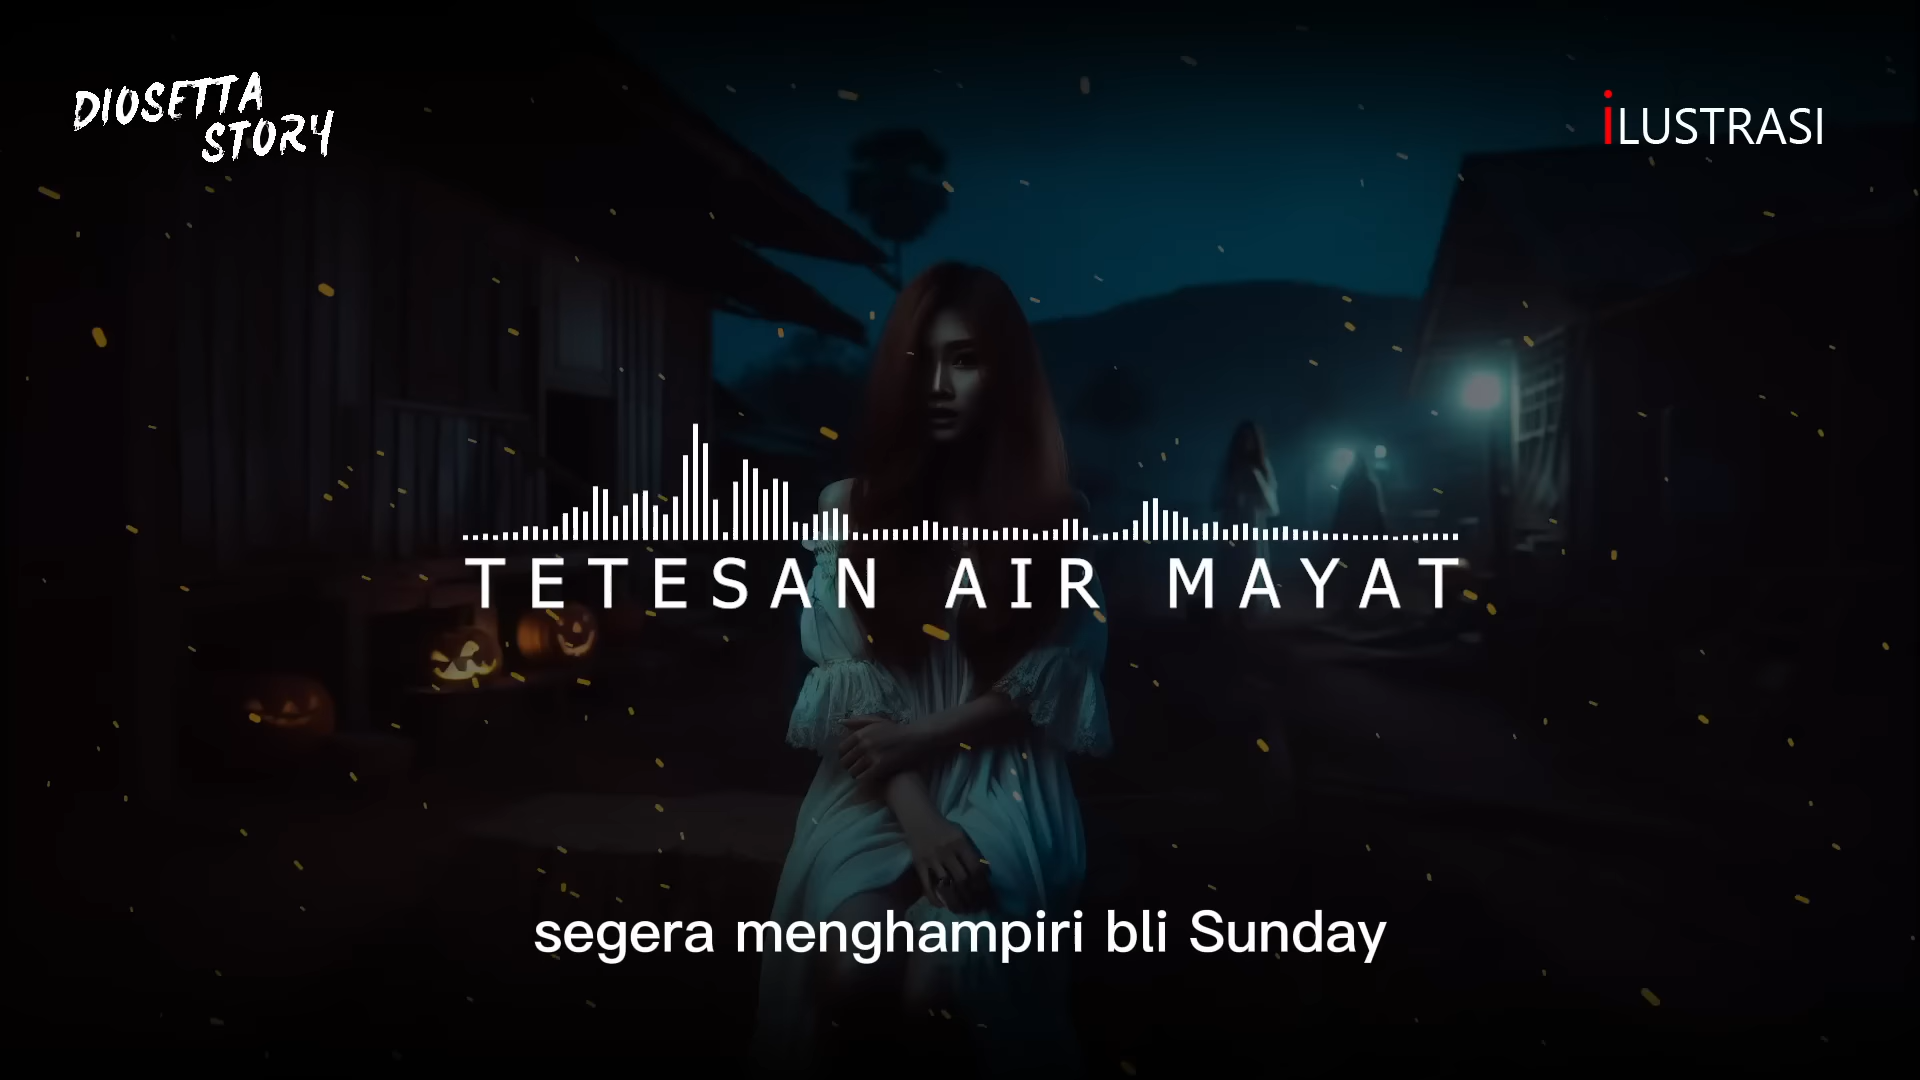 DIOSETTA
STORY
iLUSTRASI
TETESAN AIR MAYAT
segera menghampiri bli Sunday